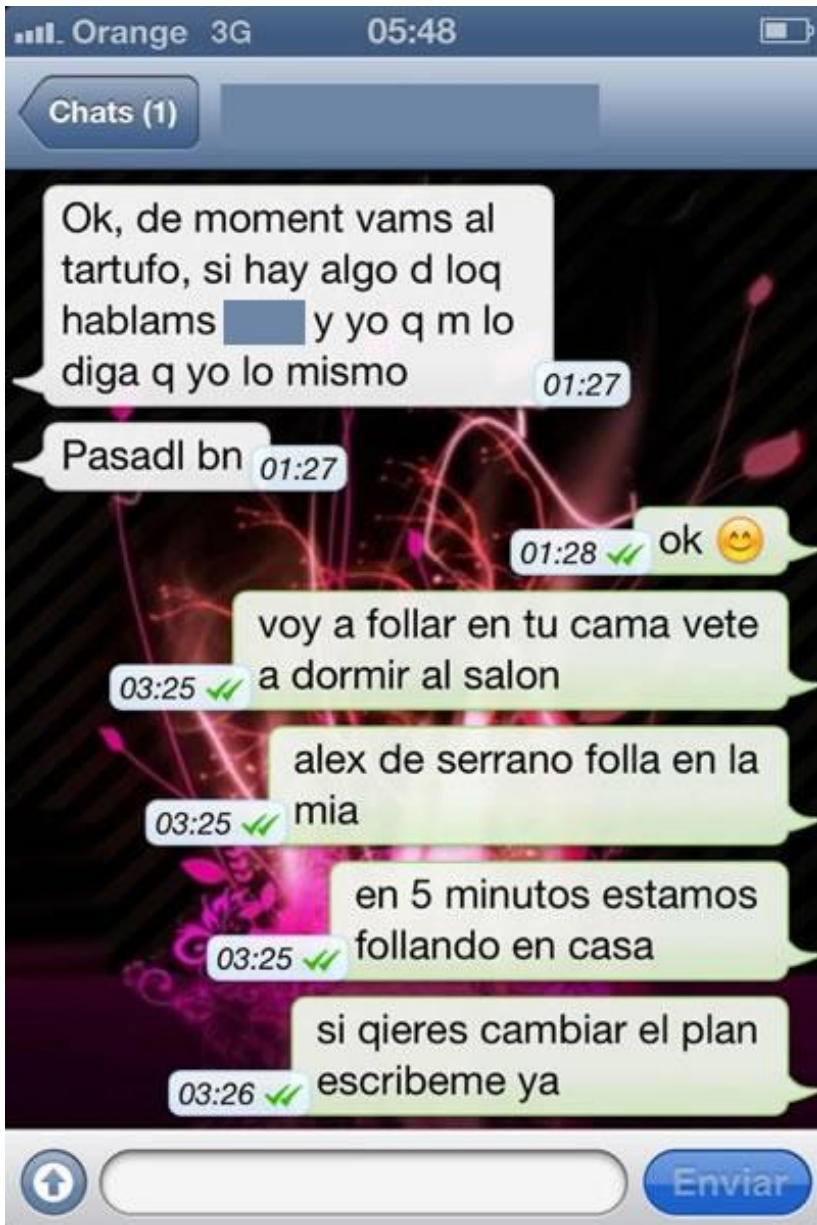 Orange 3G 05:48
Chats (1)
Ok, de moment vams al
tartufo, si hay algo d loq
hablams y yo q m lo
diga q yo lo mismo
01:27
Pasadl bn 01:27
01:28 ok 😊
voy a follar en tu cama vete
03:25 a dormir al salon
alex de serrano folla en la
03:25 mia
en 5 minutos estamos
03:25 follando en casa
si qieres cambiar el plan
03:26 escribeme ya
Enviar